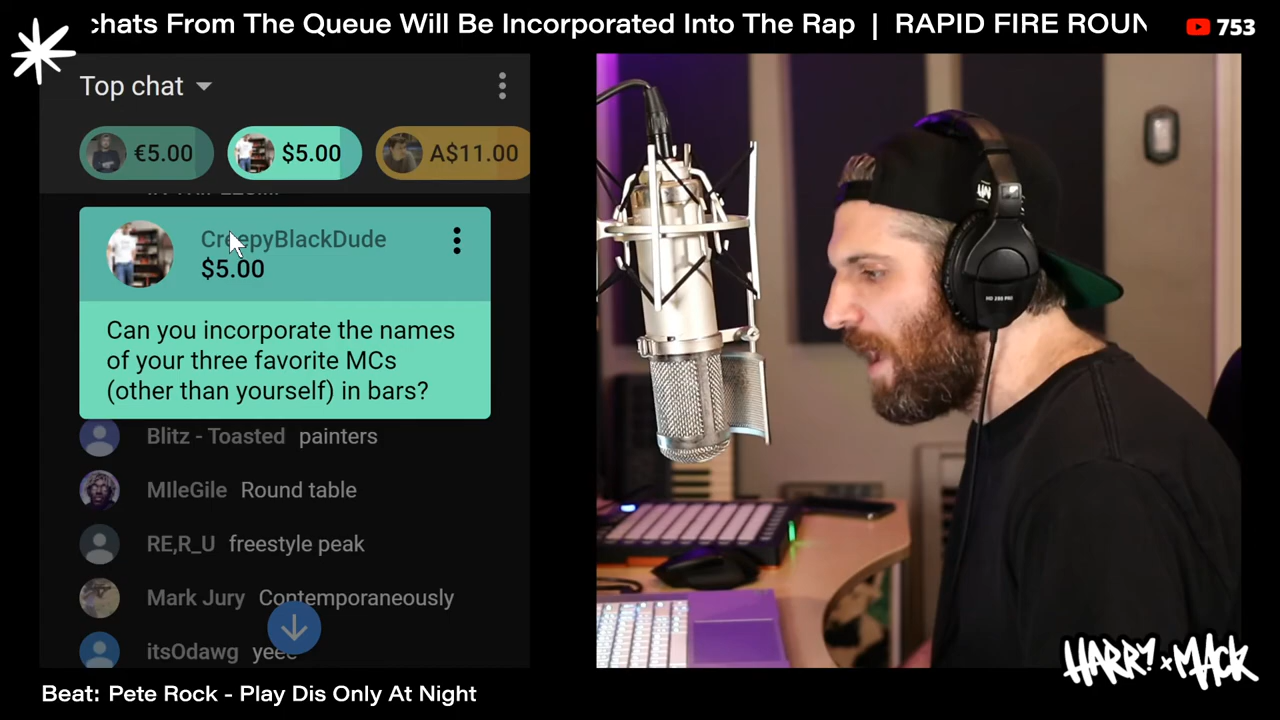 chats From The Queue Will Be Incorporated Into The Rap | RAPID FIRE ROUN
753
Top chat
€5.00
$5.00
A$11.00
CreepyBlackDude
$5.00
Can you incorporate the names
of your three favorite MCs
(other than yourself) in bars?
Blitz - Toasted painters
MIleGile Round table
RE,R_U freestyle peak
Mark Jury Contemporaneously
itsOdawg yeee
HARRY x MACK
Beat: Pete Rock - Play Dis Only At Night